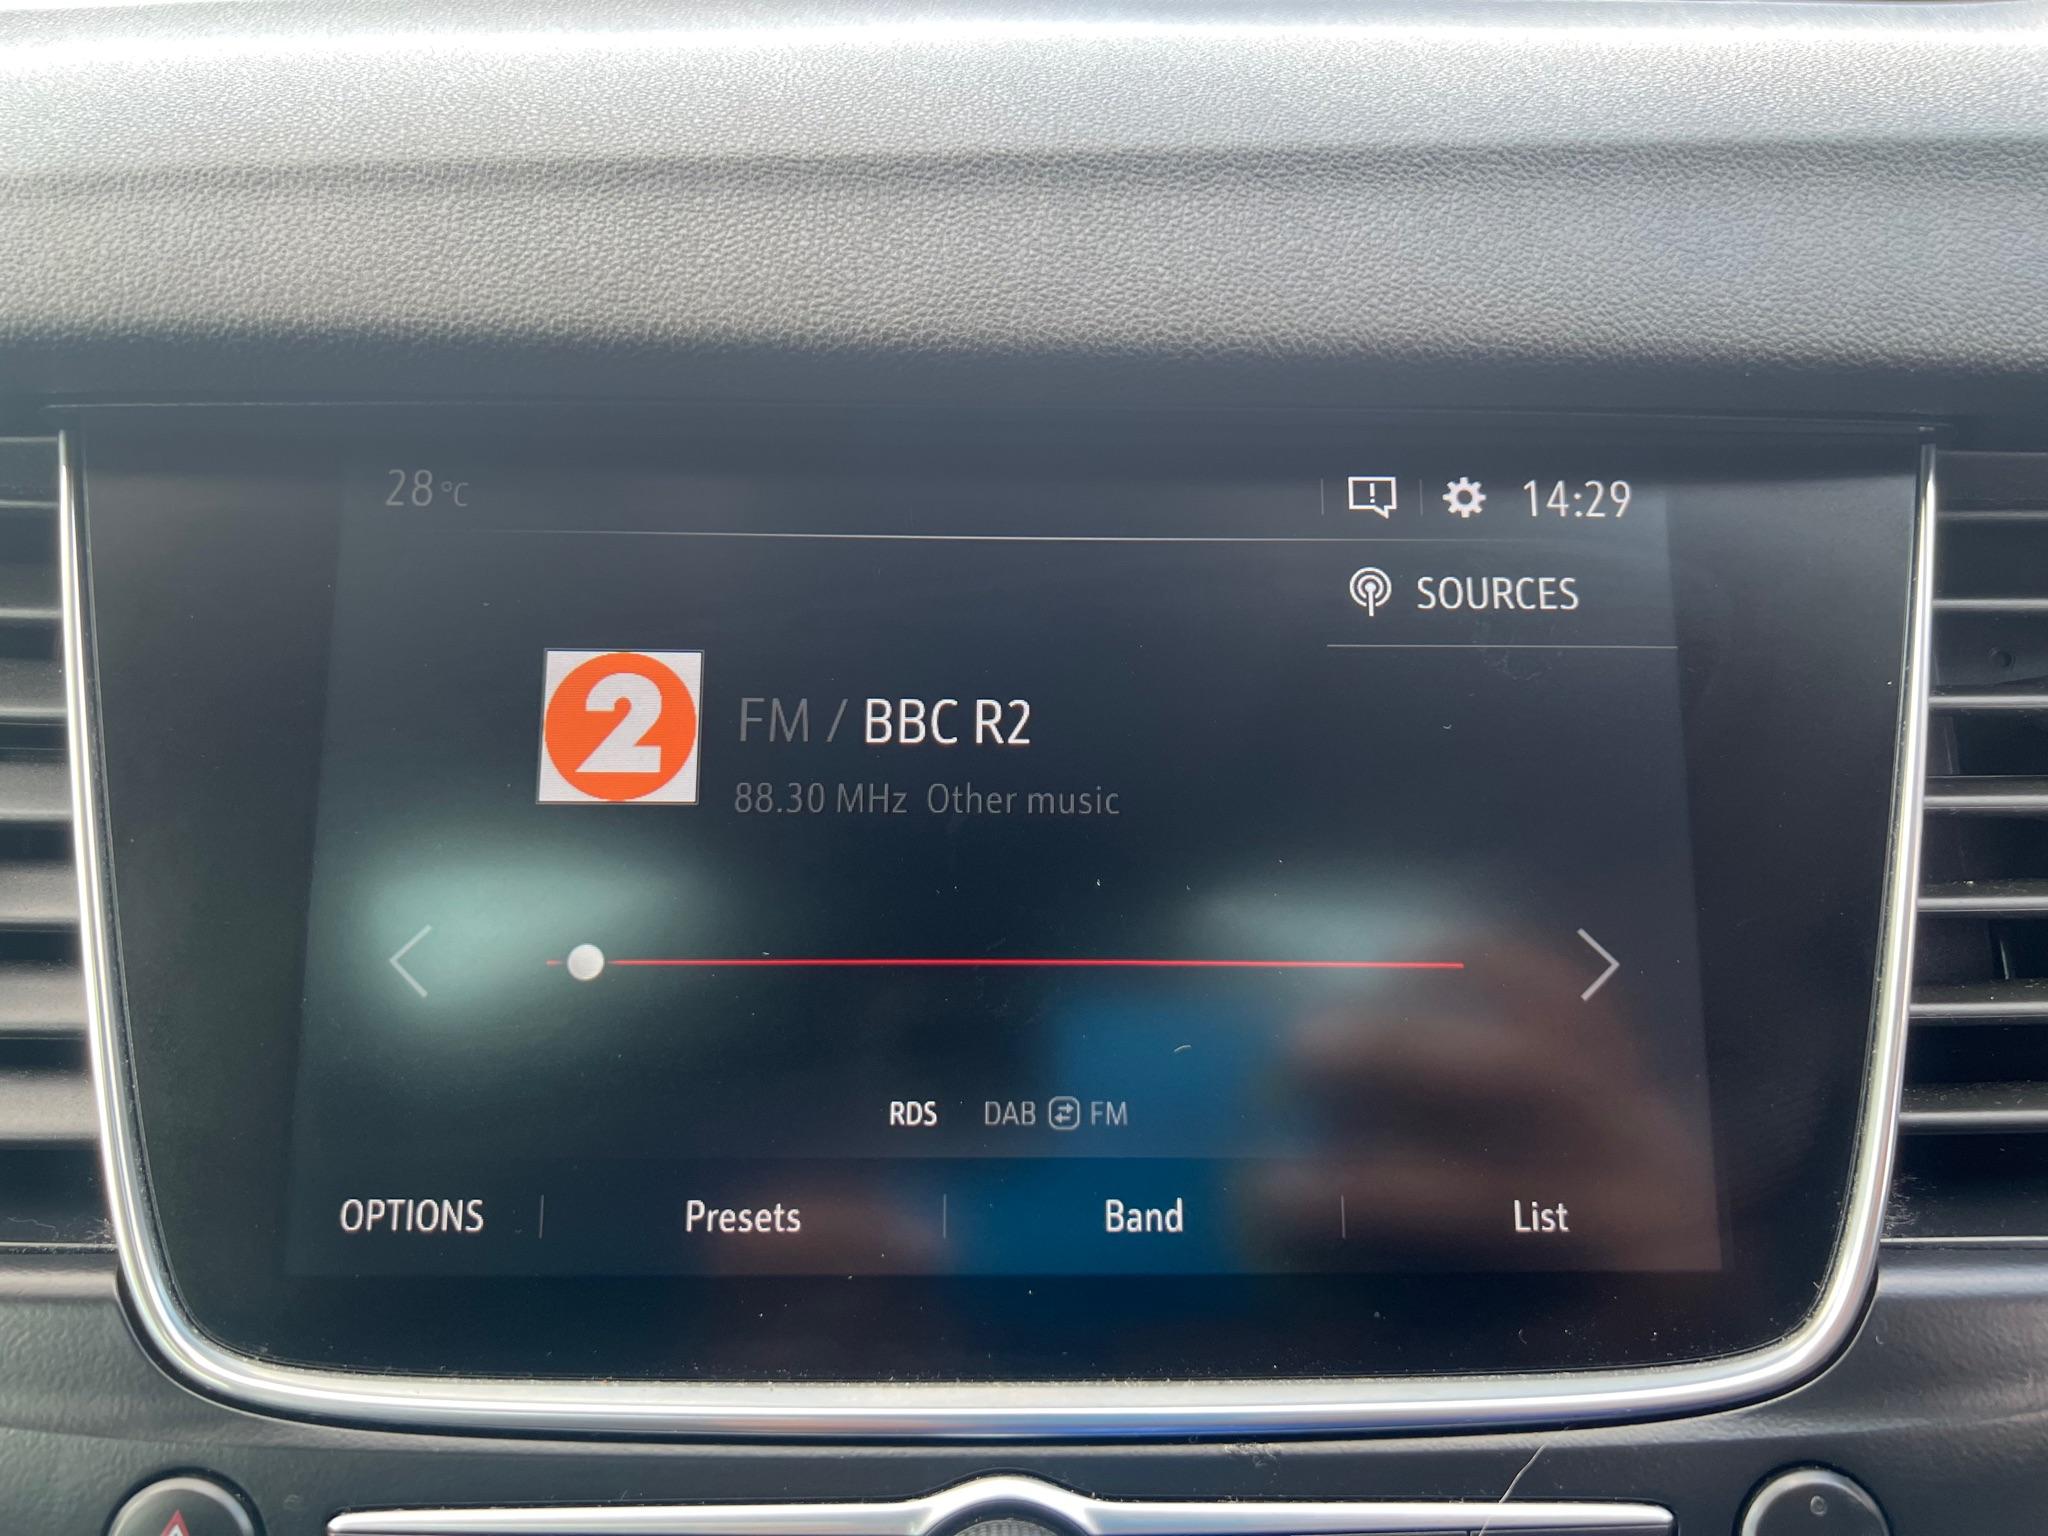 28°C 14:29
SOURCES
2
FM / BBC R2
88.30 MHz Other music
RDS DAB FM
OPTIONS Presets Band List